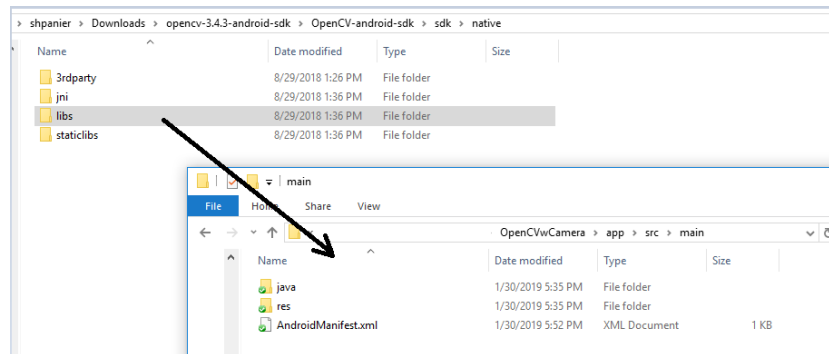 > shpanier > Downloads > opencv-3.4.3-android-sdk > OpenCV-android-sdk > sdk > native
Name Date modified Type Size
3rdparty 8/29/2018 1:26 PM File folder
jni 8/29/2018 1:36 PM File folder
libs 8/29/2018 1:36 PM File folder
staticlibs 8/29/2018 1:36 PM File folder
main
File Home Share View
OpenCVwCamera > app > src > main
Name Date modified Type Size
java 1/30/2019 5:35 PM File folder
res 1/30/2019 5:35 PM File folder
AndroidManifest.xml 1/30/2019 5:52 PM XML Document 1 KB